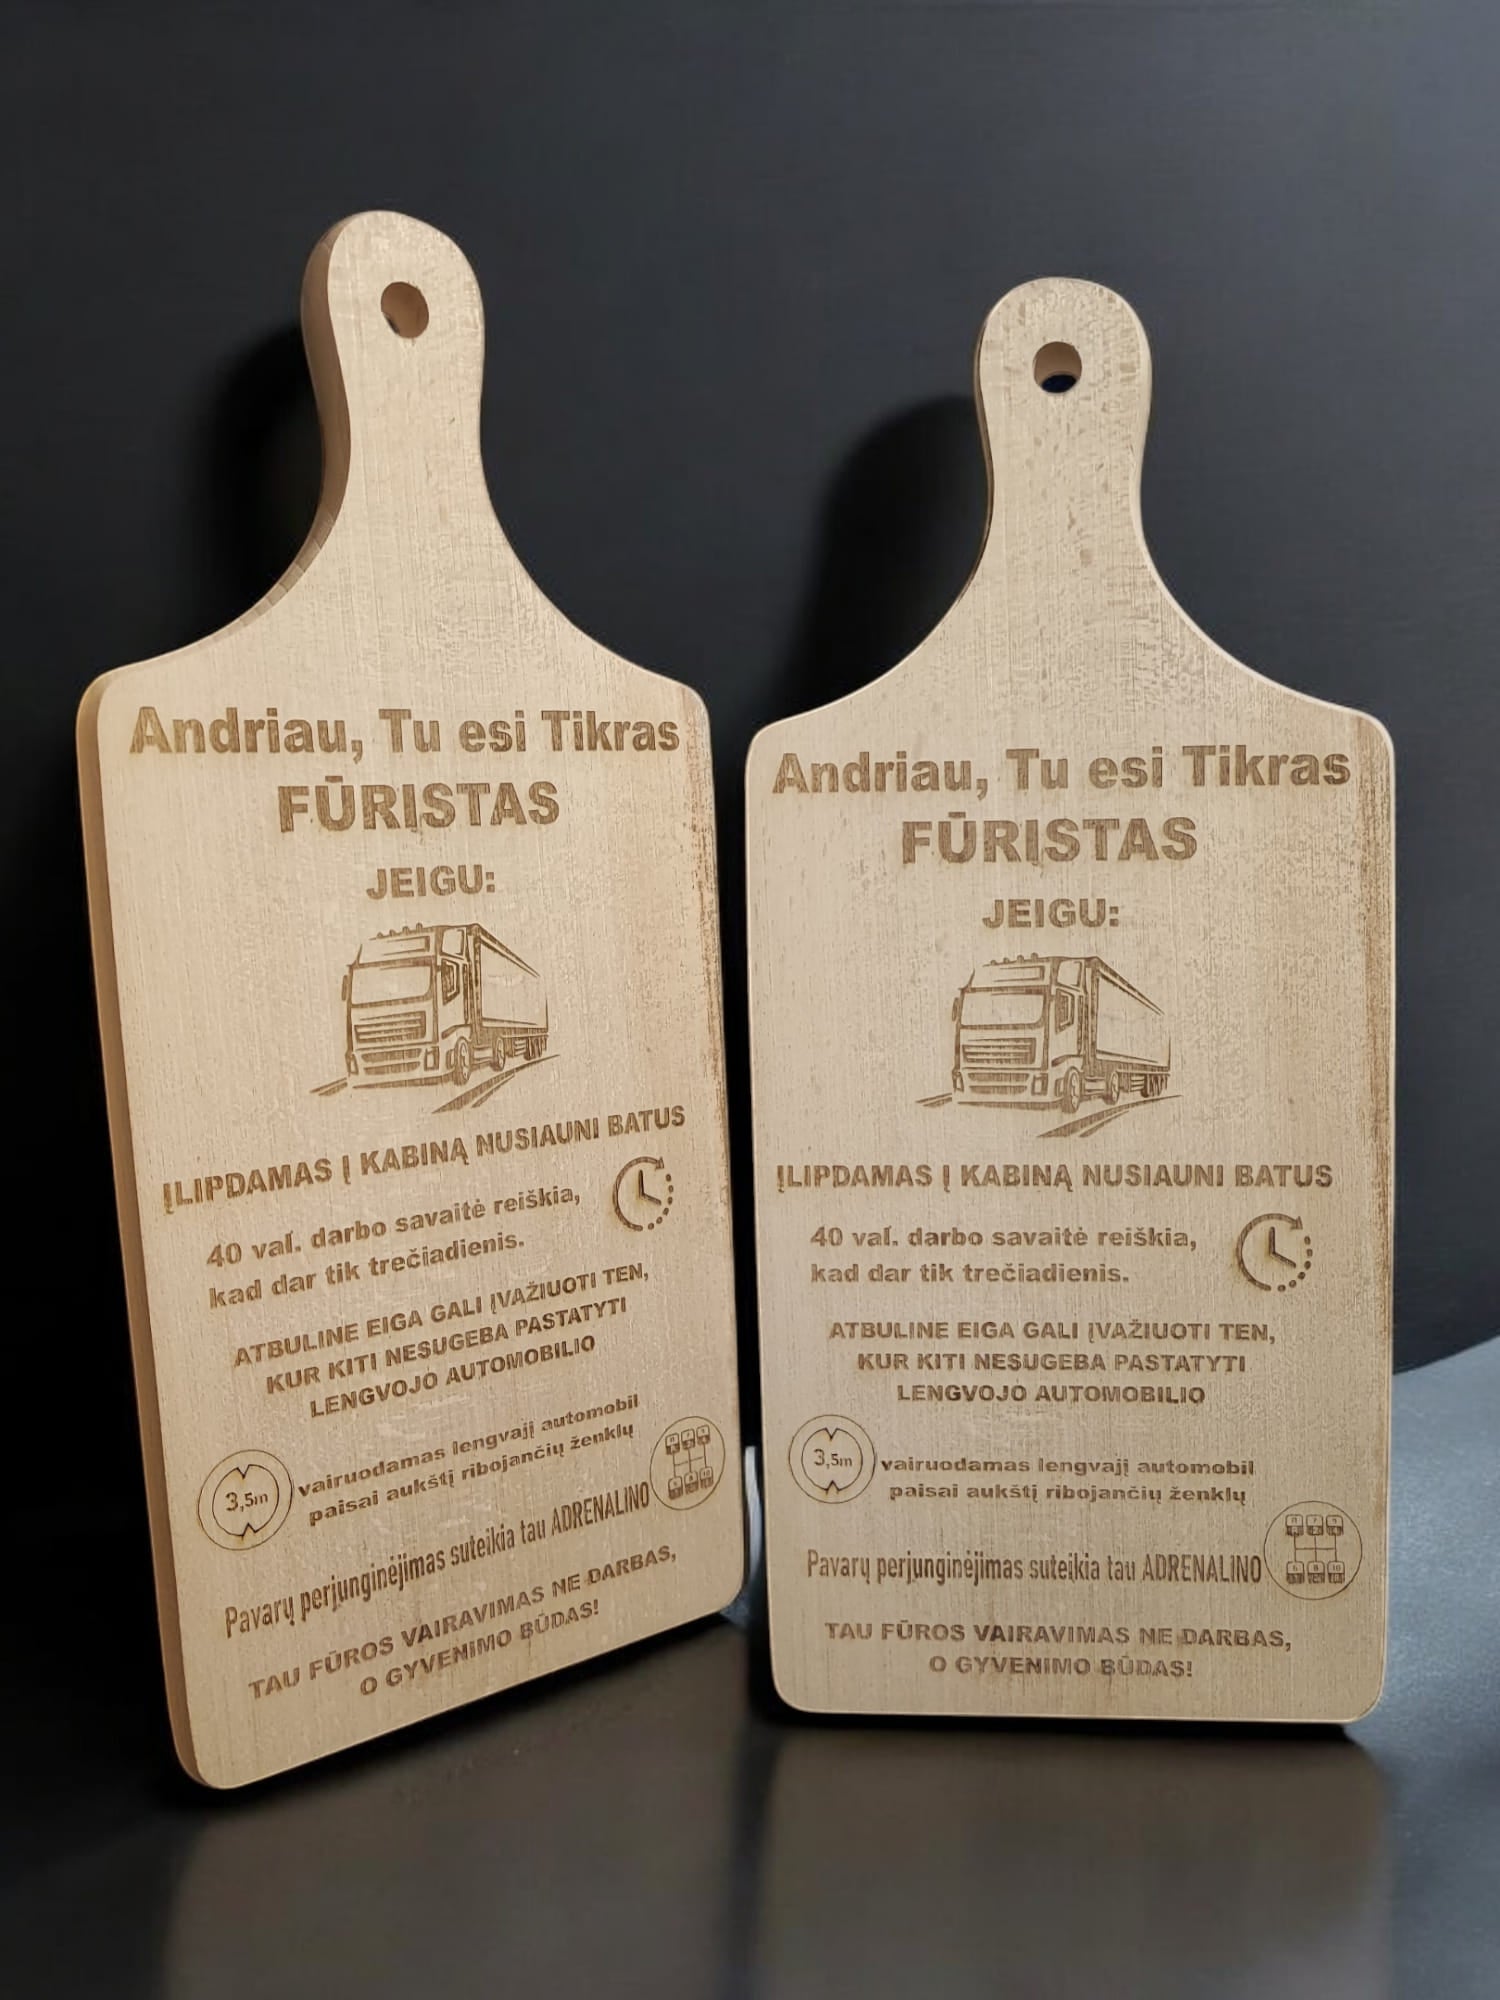 Andriau, Tu esi Tikras
FŪRISTAS
JEIGU:
ĮLIPDAMAS Į KABINĄ NUSIAUNI BATUS
40 val. darbo savaitė reiškia,
kad dar tik trečiadienis.
ATBULINE EIGA GALI ĮVAŽIUOTI TEN,
KUR KITI NESUGEBA PASTATYTI
LENGVOJO AUTOMOBILIO
3,5m
vairuodamas lengvajį automobil
paisai aukštį ribojančių ženklų
Pavarų perjunginėjimas suteikia tau ADRENALINO
TAU FŪROS VAIRAVIMAS NE DARBAS,
O GYVENIMO BŪDAS!
Andriau, Tu esi Tikras
FŪRISTAS
JEIGU:
ĮLIPDAMAS Į KABINĄ NUSIAUNI BATUS
40 val. darbo savaitė reiškia,
kad dar tik trečiadienis.
ATBULINE EIGA GALI ĮVAŽIUOTI TEN,
KUR KITI NESUGEBA PASTATYTI
LENGVOJO AUTOMOBILIO
3,5m
vairuodamas lengvajį automobil
paisai aukštį ribojančių ženklų
Pavarų perjunginėjimas suteikia tau ADRENALINO
TAU FŪROS VAIRAVIMAS NE DARBAS,
O GYVENIMO BŪDAS!